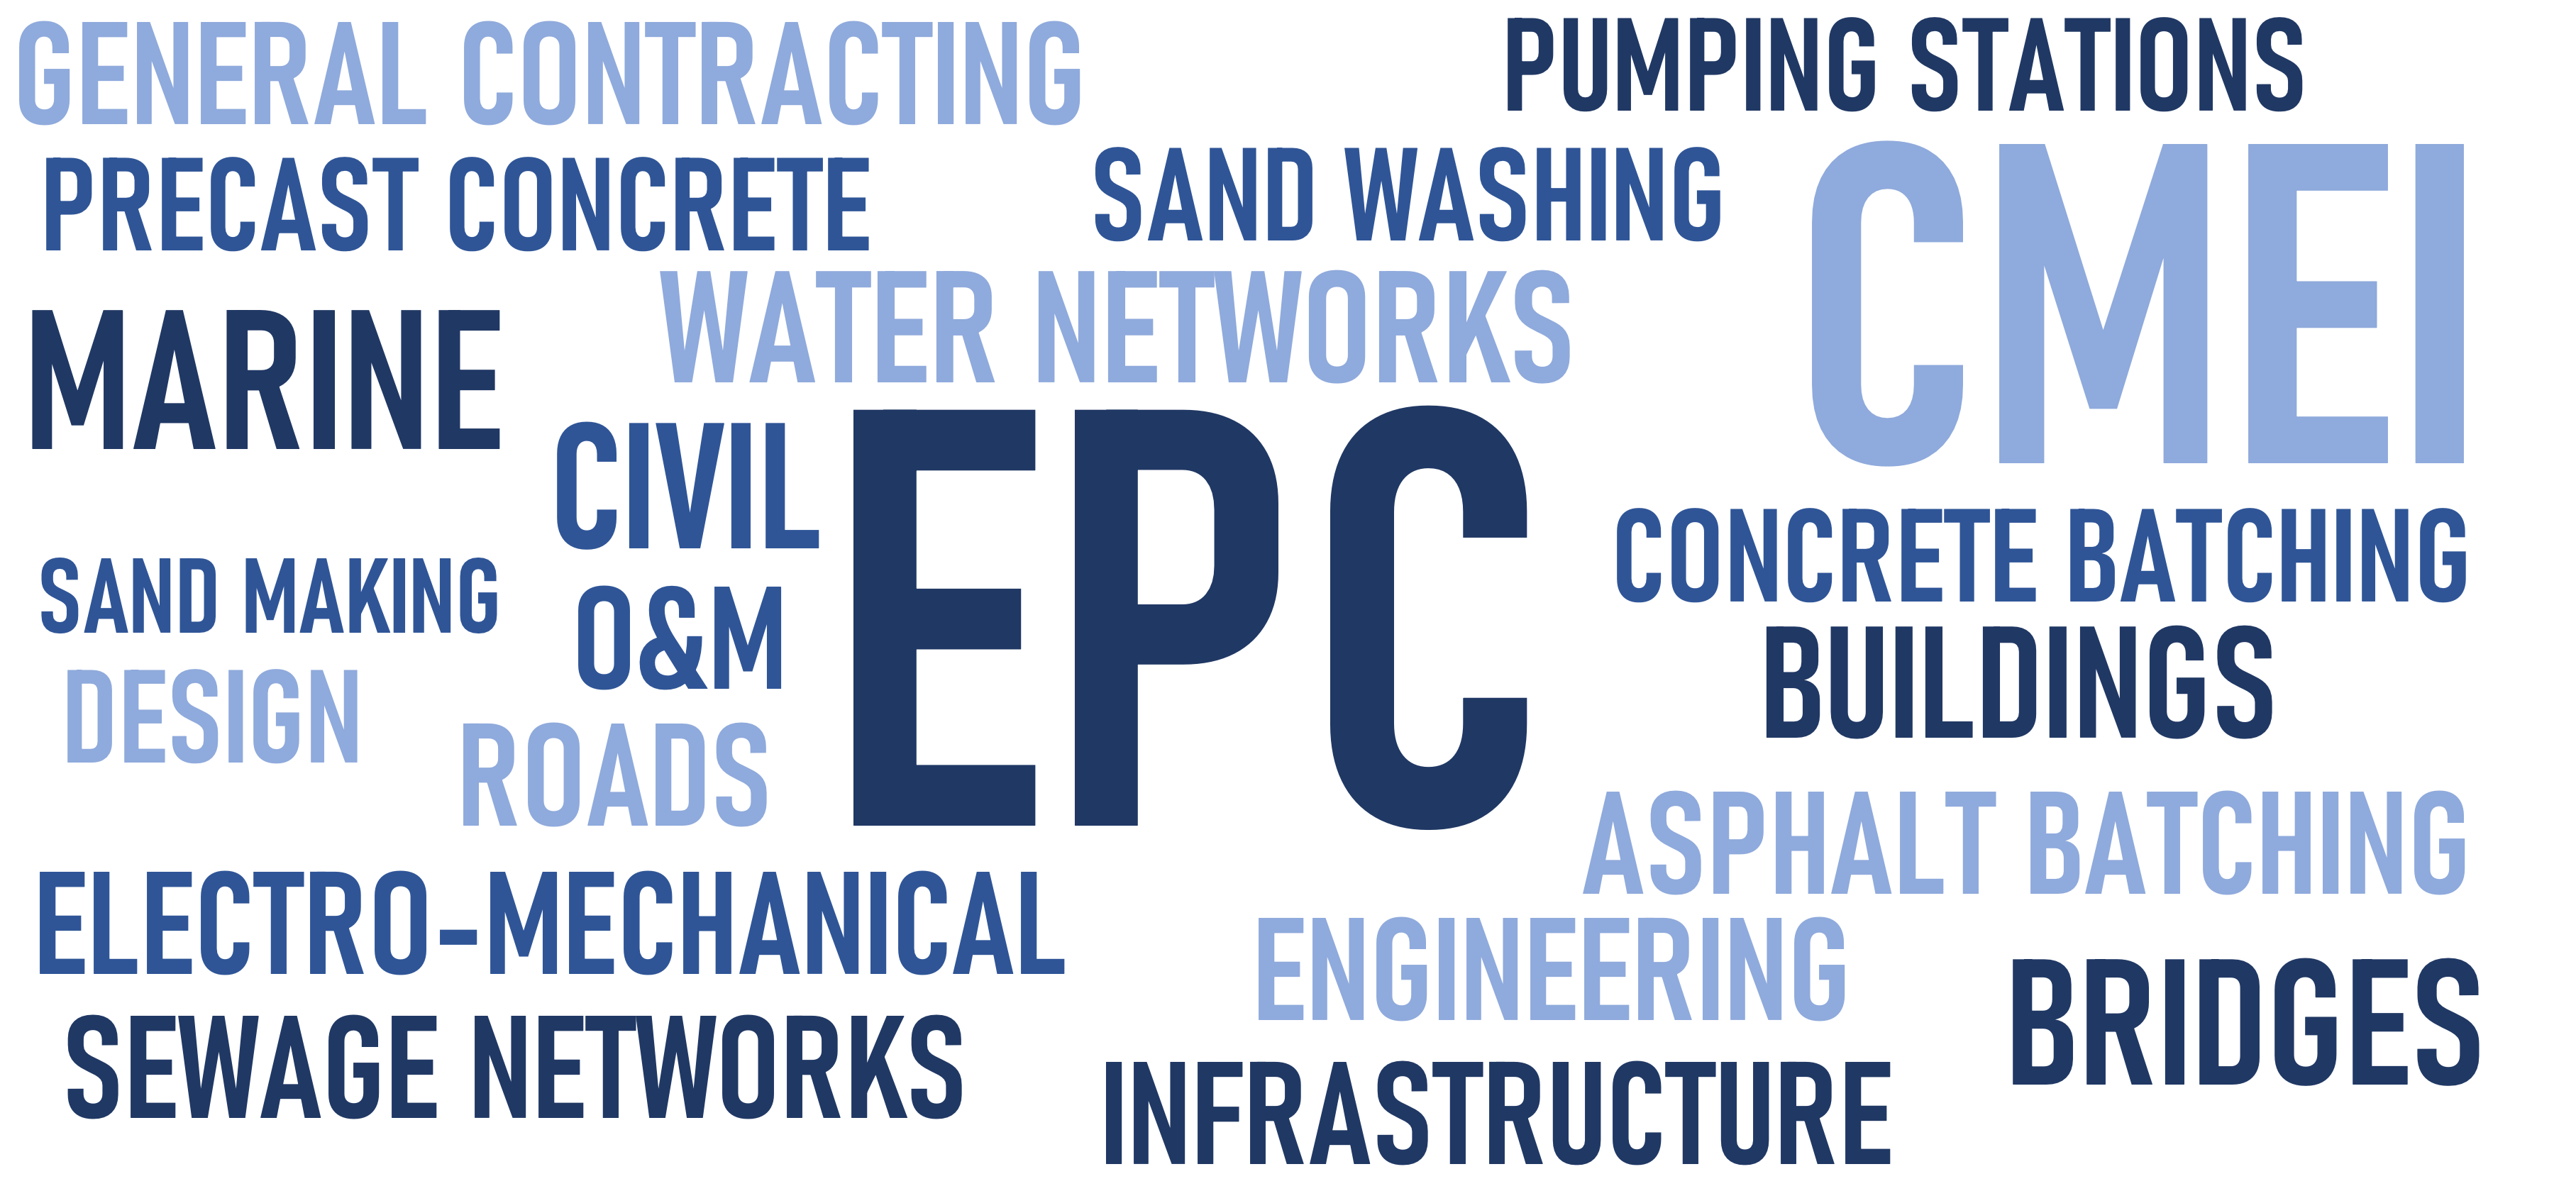 GENERAL CONTRACTING
PUMPING STATIONS
PRECAST CONCRETE
SAND WASHING
CMEI
WATER NETWORKS
MARINE
CIVIL
EPC
CONCRETE BATCHING
SAND MAKING
O&M
BUILDINGS
DESIGN
ROADS
ASPHALT BATCHING
ELECTRO-MECHANICAL
ENGINEERING
BRIDGES
SEWAGE NETWORKS
INFRASTRUCTURE